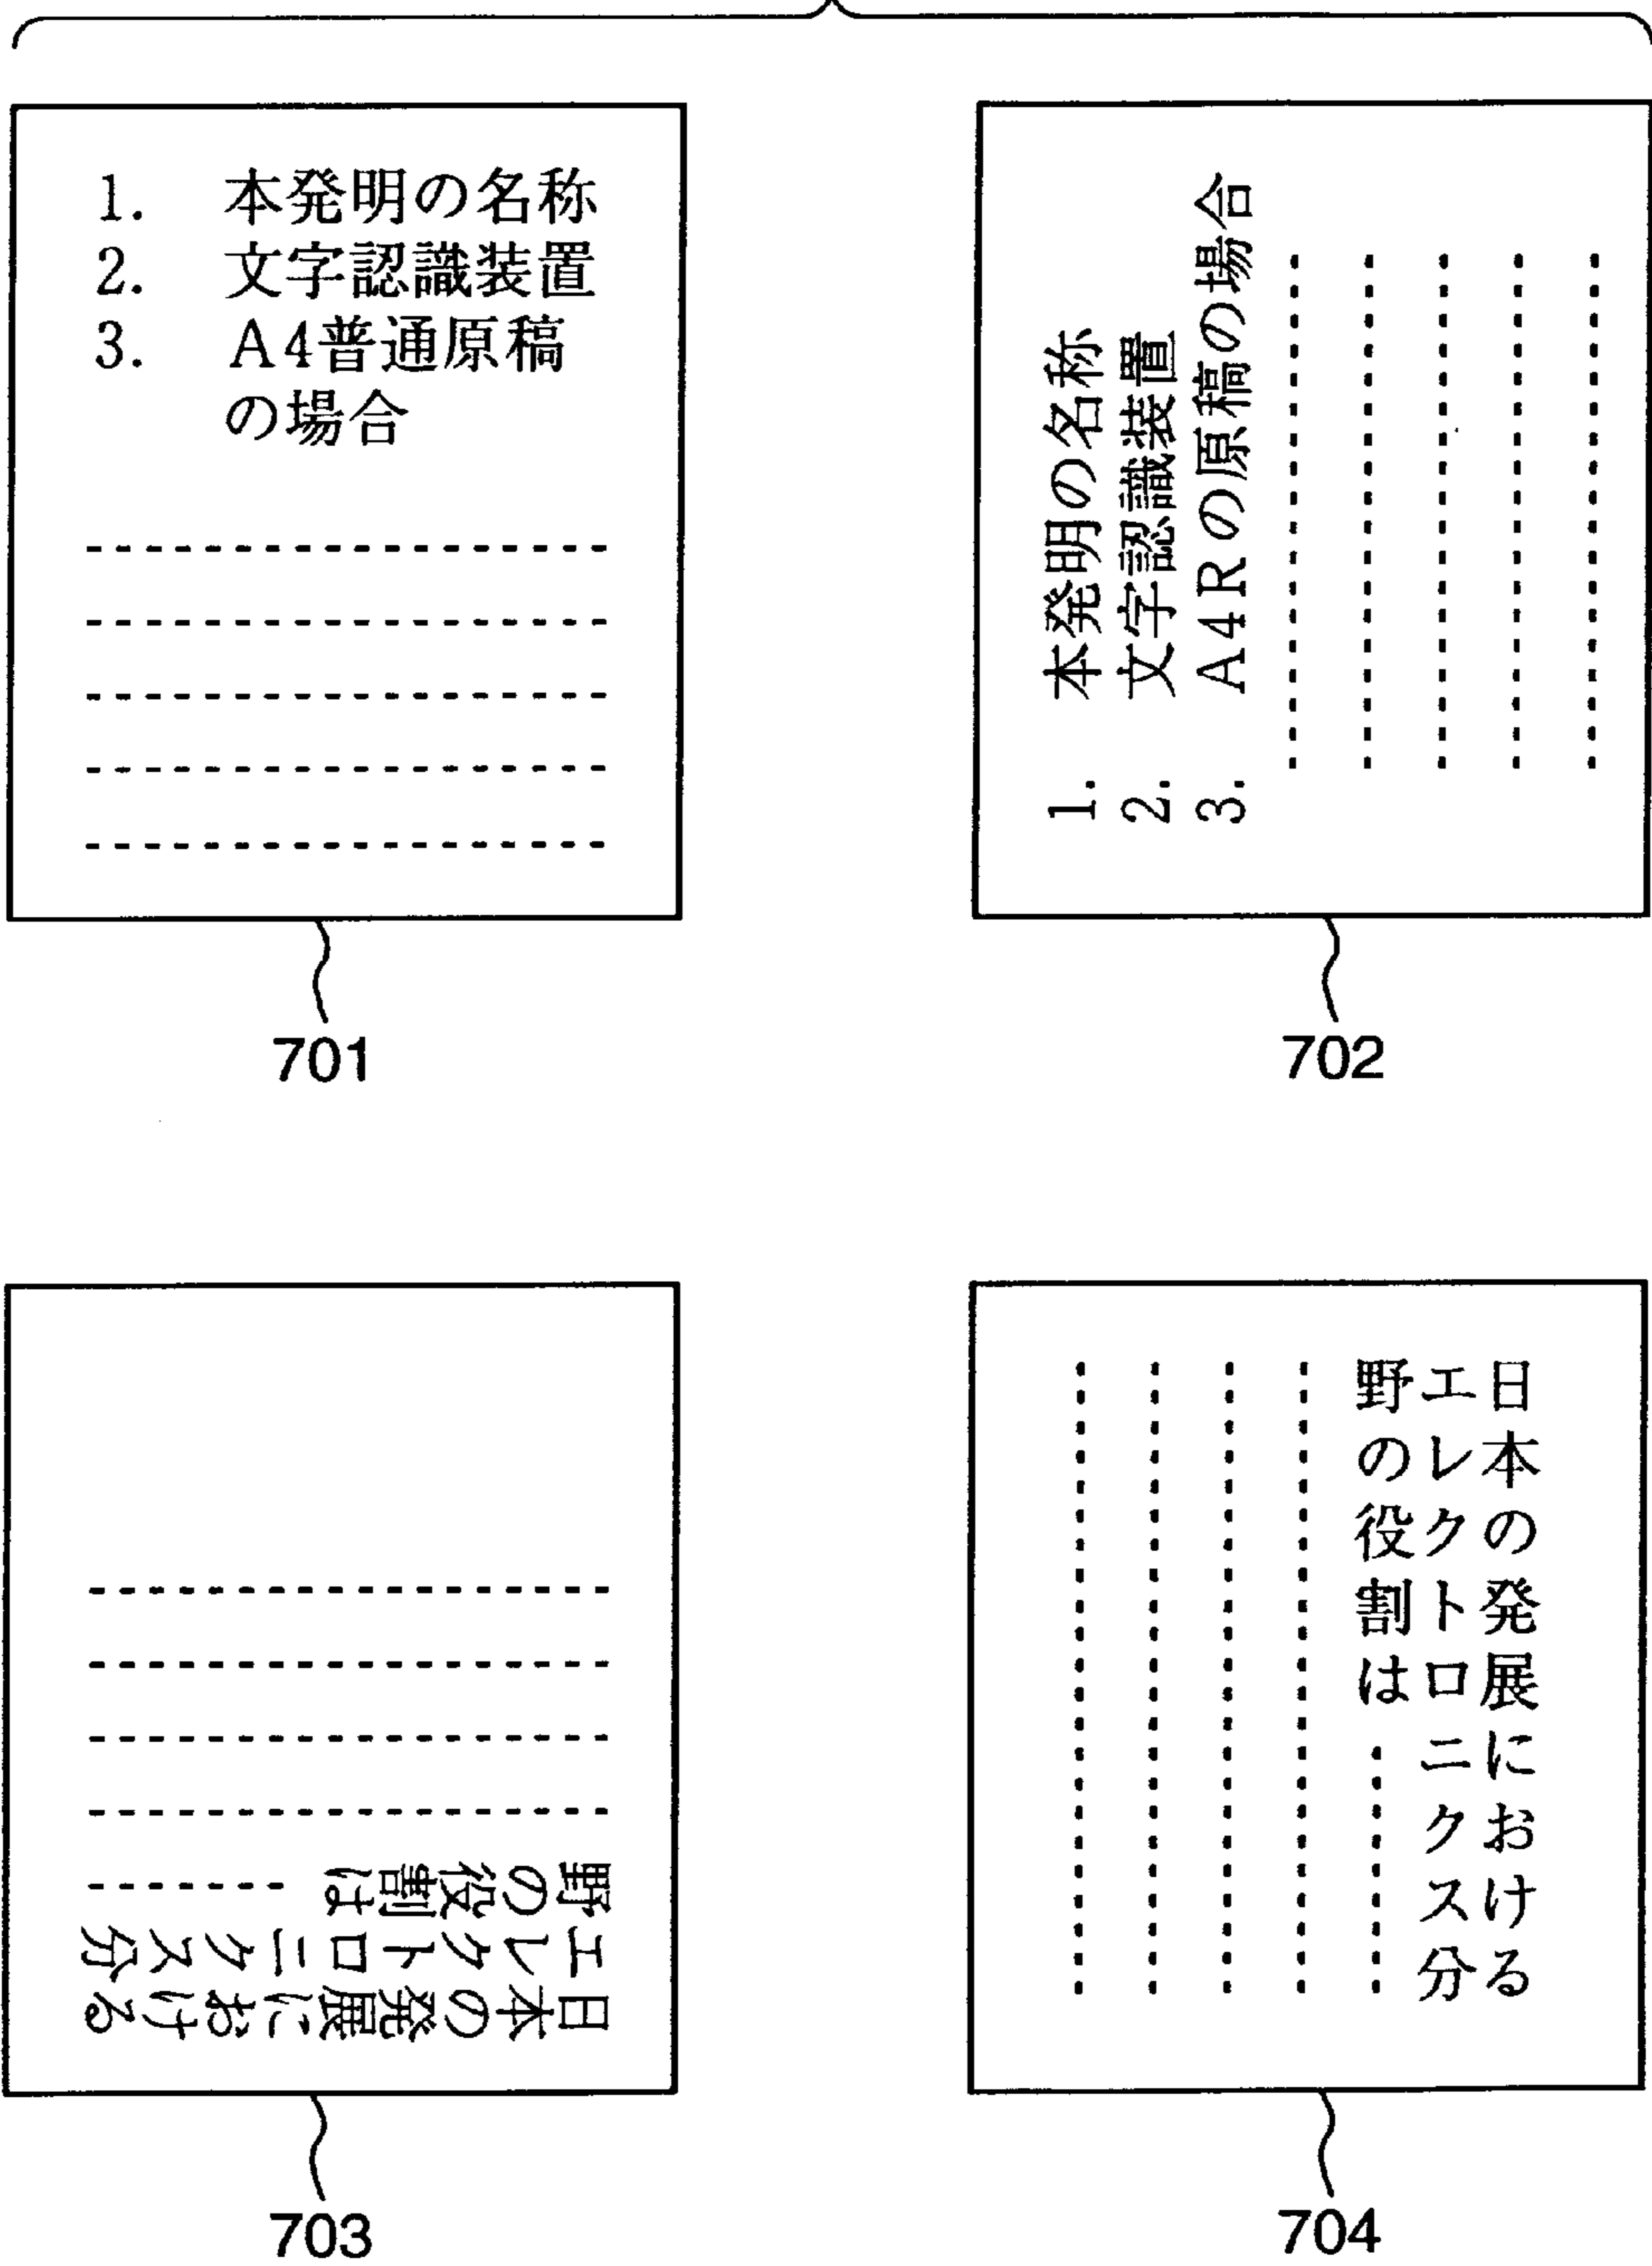 1. 本発明の名称
2. 文字認識装置
3. A4普通原稿
の場合
701
1. 本発明の名称
2. 文字認識装置
3. A4Rの原稿の場合
702
日本の発展における
エレクトロニクス分
野の役割は
703
日本の発展における
エレクトロニクス分
野の役割は
704